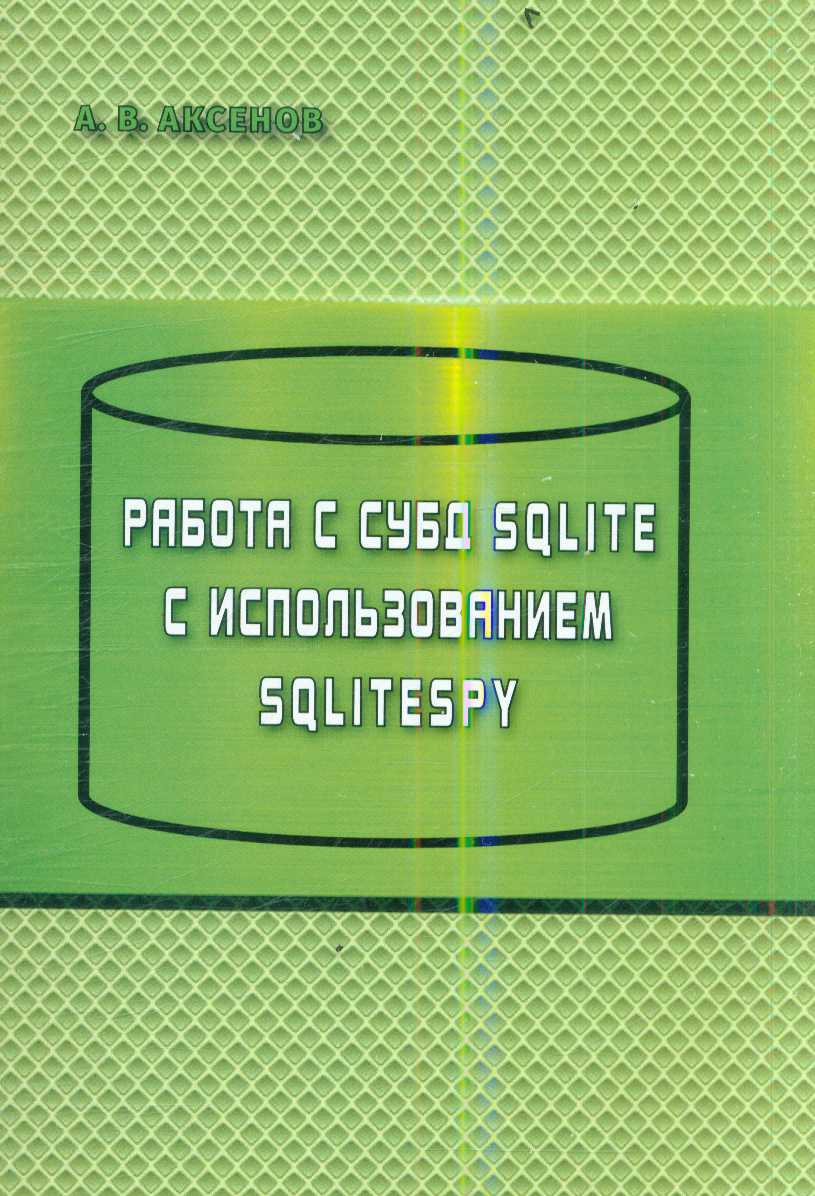 А. В. АКСЕНОВ
РАБОТА С СУБД SQLITE
С ИСПОЛЬЗОВАНИЕМ
SQLITESPY